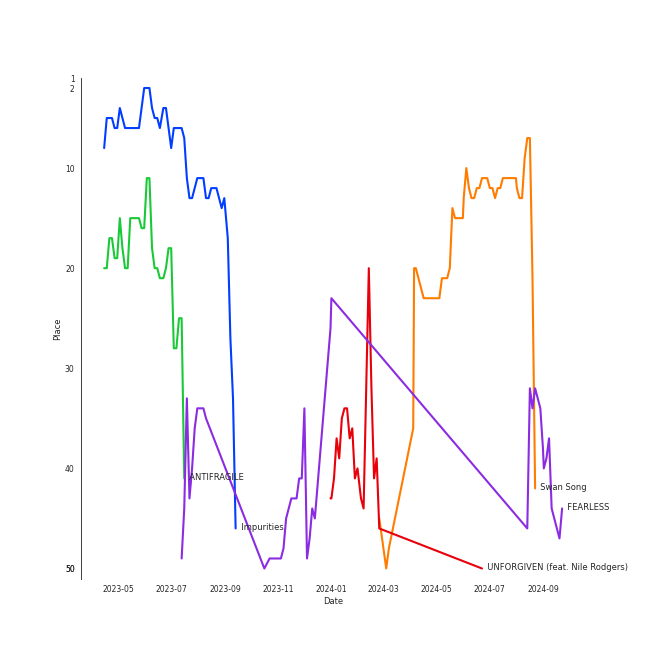 1
2
10
20
30
40
50
Place
ANTIFRAGILE
Swan Song
FEARLESS
Impurities
UNFORGIVEN (feat. Nile Rodgers)
2023-05 2023-07 2023-09 2023-11 2024-01 2024-03 2024-05 2024-07 2024-09
Date